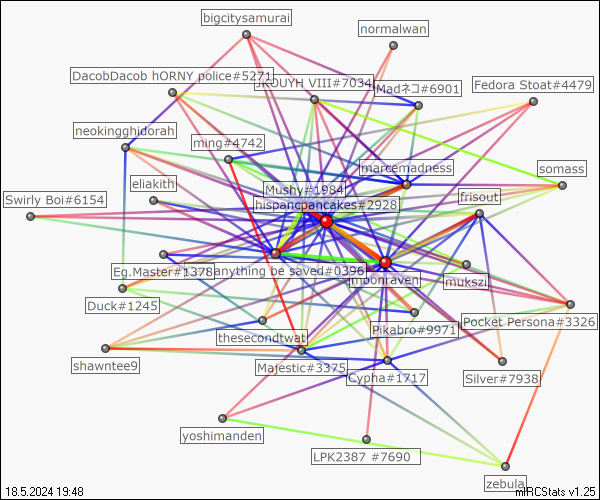 bigcitysamurai
normalwan
DacobDacob hORNY police#5271
VIII#7034
Madネコ#6901
Fedora Stoat#4479
neokingghidorah
ming#4742
marcemadness
somass
eliakith
Mushy#1984
frisout
Swirly Boi#6154
hispancpancakes#2928
Eg.Master#1378
anything be saved#0396
moonraven
mukszi
Duck#1245
Pikabro#9971
Pocket Persona#3326
thesecondtwat
shawntee9
Majestic#3375
Cypha#1717
Silver#7938
yoshimanden
LPK2387 #7690
zebula
18.5.2024 19:48
mIRCStats v1.25